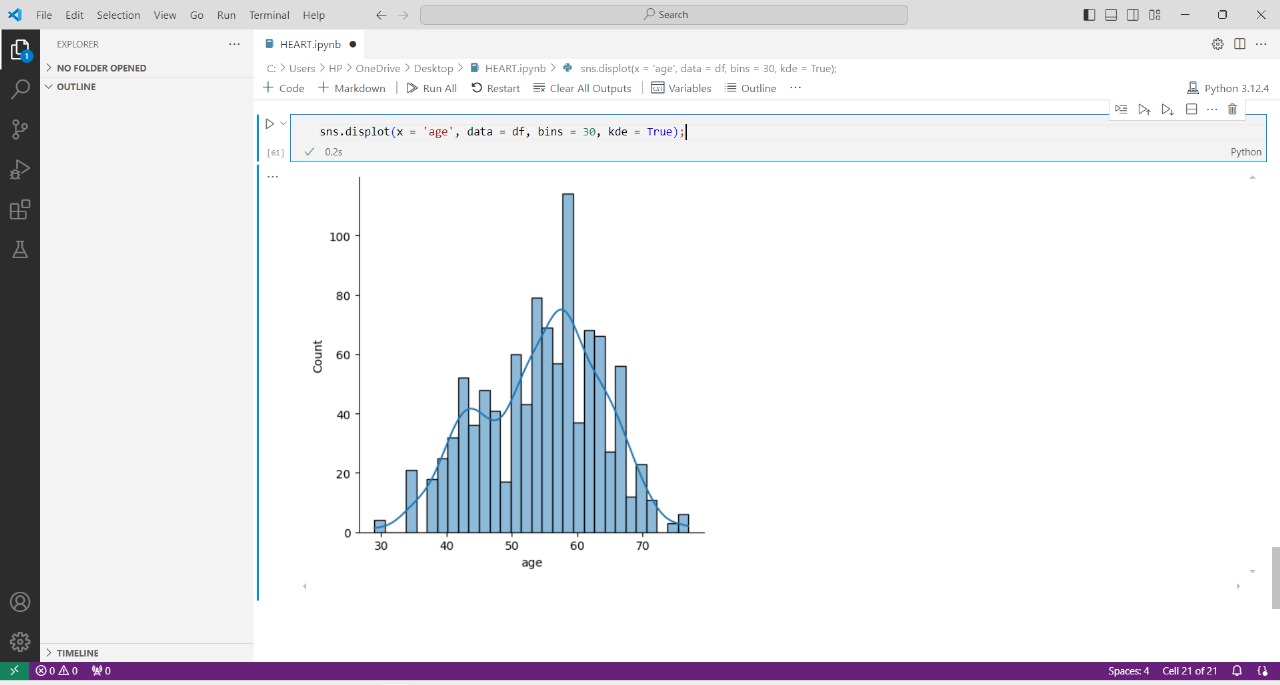 File Edit Selection View Go Run Terminal Help Search
EXPLORER
HEART.ipynb
NO FOLDER OPENED
OUTLINE
C: > Users > HP > OneDrive > Desktop > HEART.ipynb > sns.displot(x = 'age', data = df, bins = 30, kde = True);
+ Code + Markdown Run All Restart Clear All Outputs Variables Outline ... Python 3.12.4
1
sns.displot(x = 'age', data = df, bins = 30, kde = True);
[61] 0.2s Python
100
80
60
40
20
0
Count
30 40 50 60 70
age
TIMELINE
0 0 0 Spaces: 4 Cell 21 of 21